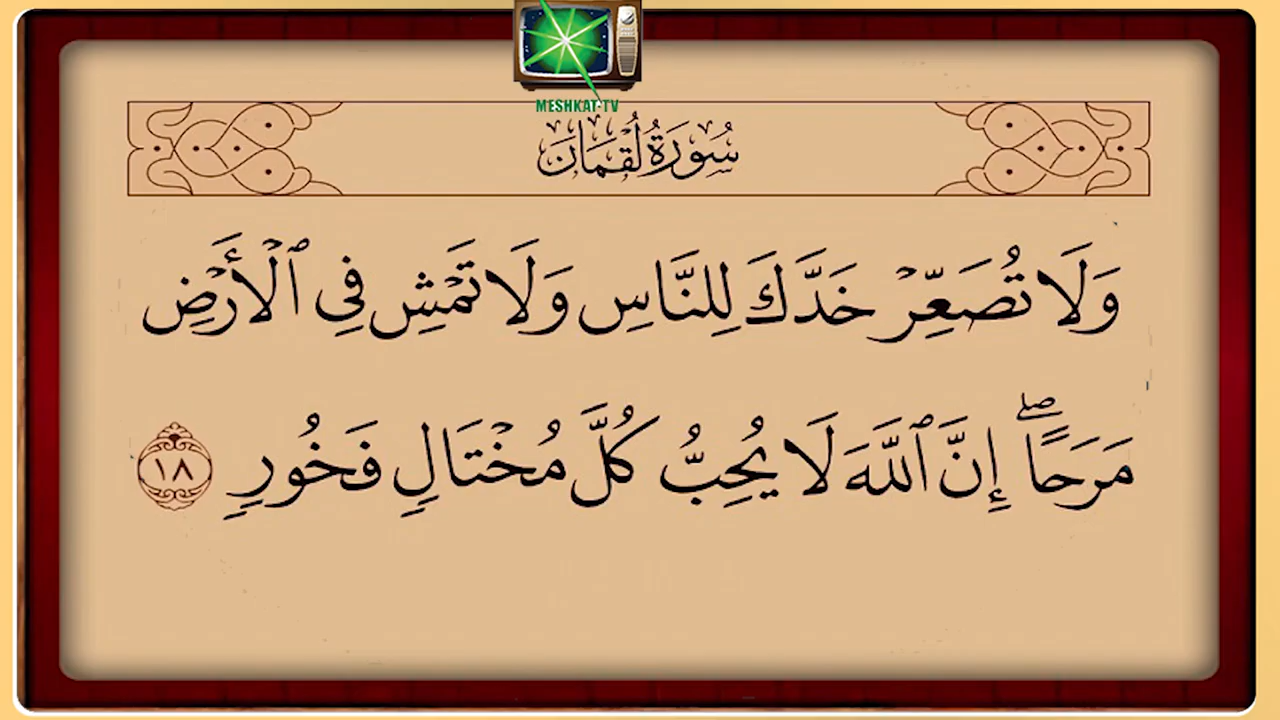 MESHKAT-TV
سُورَةُ لُقْمَانَ
وَلَا تُصَعِّرْ خَدَّكَ لِلنَّاسِ وَلَا تَمْشِ فِى ٱلْأَرْضِ
مَرَحًا ۖ إِنَّ ٱللَّهَ لَا يُحِبُّ كُلَّ مُخْتَالٍ فَخُورٍ ١٨